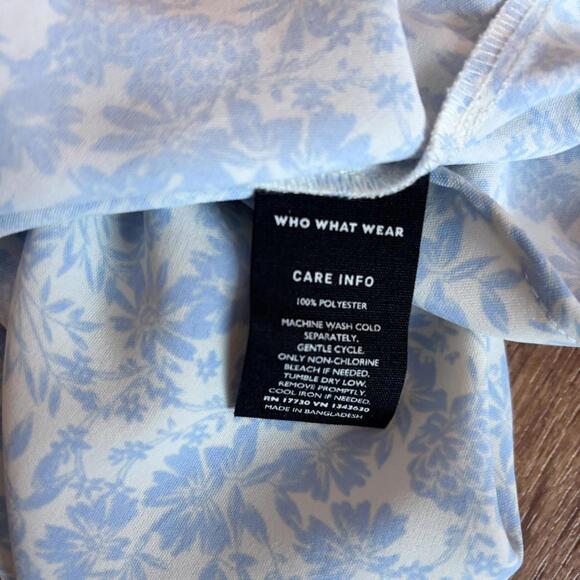 WHO WHAT WEAR
CARE INFO
100% POLYESTER
MACHINE WASH COLD
SEPARATELY.
GENTLE CYCLE.
ONLY NON-CHLORINE
BLEACH IF NEEDED.
TUMBLE DRY LOW.
REMOVE PROMPTLY.
COOL IRON IF NEEDED.
RN 17730 VN 1343630
MADE IN BANGLADESH